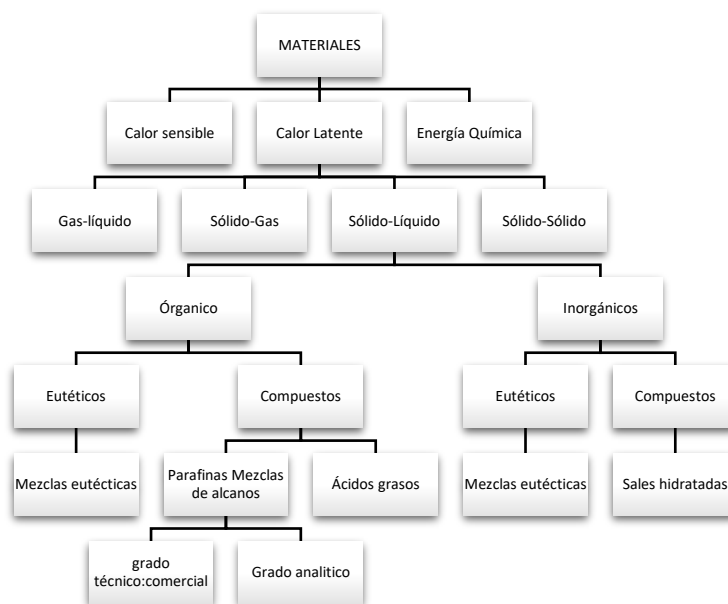 MATERIALES
Calor sensible
Calor Latente
Energía Química
Gas-líquido
Sólido-Gas
Sólido-Líquido
Sólido-Sólido
Órganico
Inorgánicos
Eutéticos
Compuestos
Eutéticos
Compuestos
Mezclas eutécticas
Parafinas Mezclas
de alcanos
Ácidos grasos
Mezclas eutécticas
Sales hidratadas
grado
técnico:comercial
Grado analitico